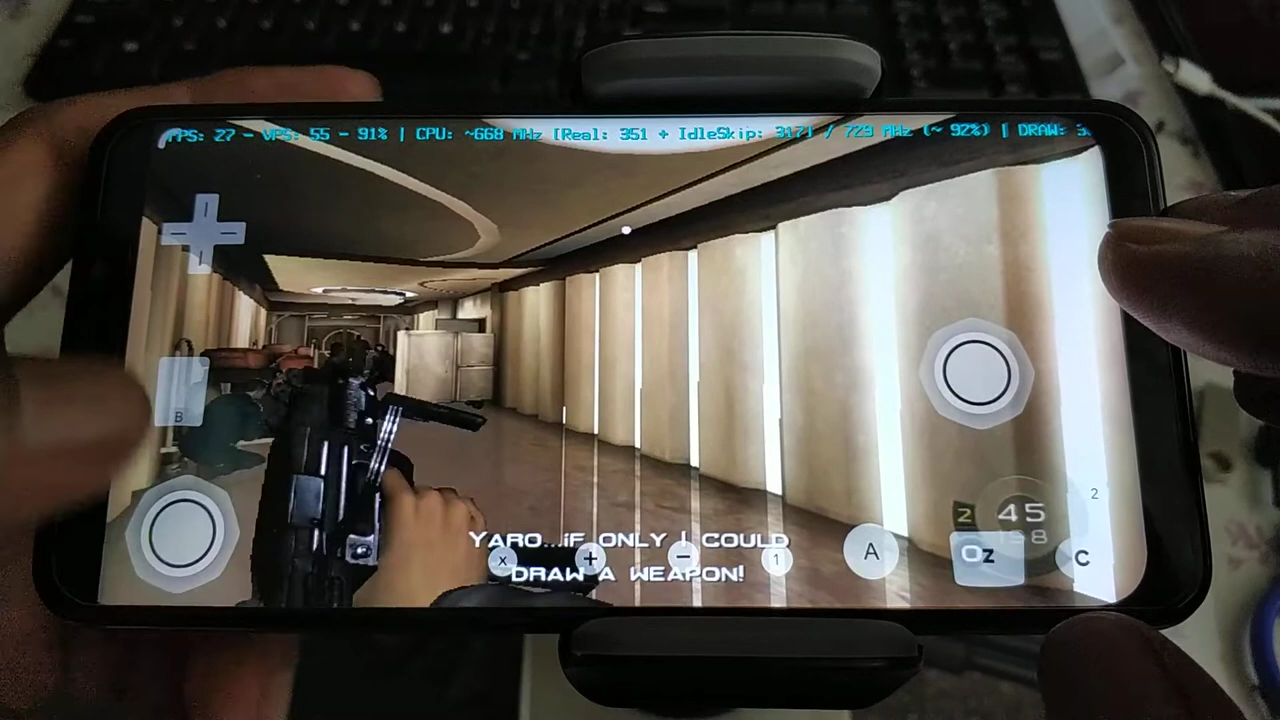 FPS: 27 - VPS: 55 - 91% | CPU: ~668 MHz [Real: 351 + IdleSkip: 317] / 729 MHz (~ 92%) | DRAW:
B
2
2 45
198
YARO...IF ONLY I COULD
DRAW A WEAPON!
X + - 1 A Z C